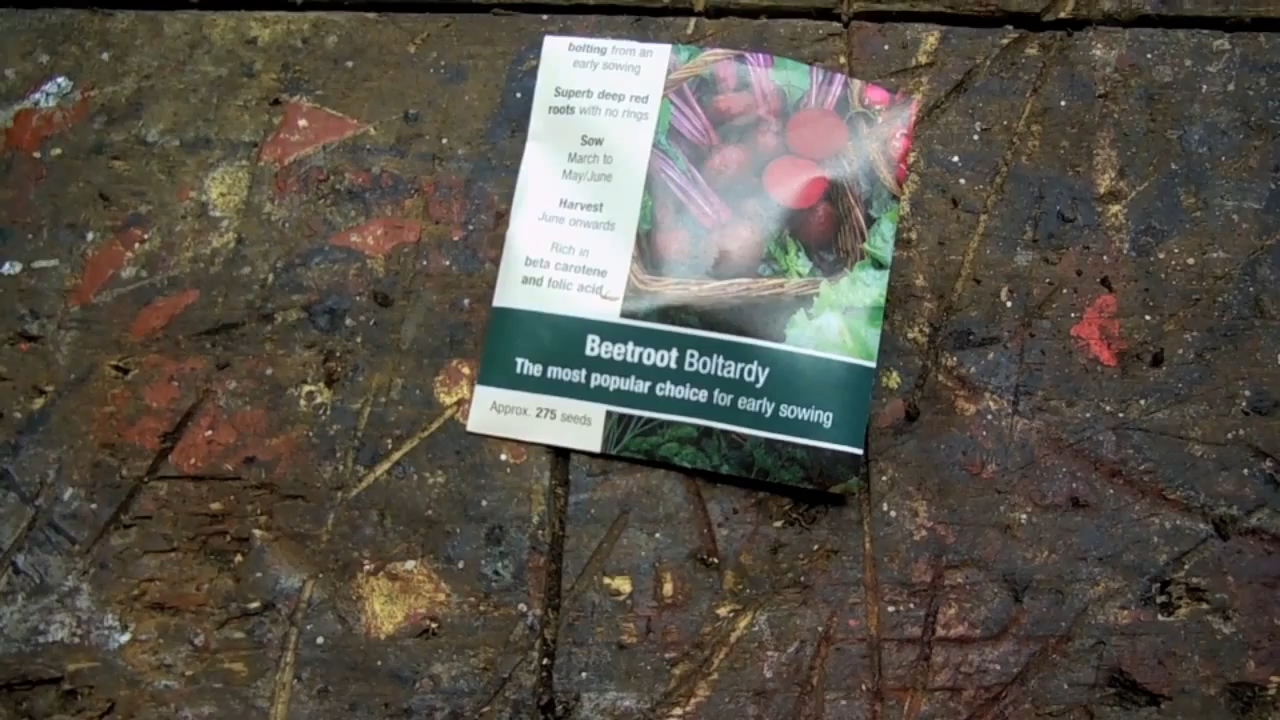 bolting from an
early sowing
Superb deep red
roots with no rings
Sow
March to
May/June
Harvest
June onwards
Rich in
beta carotene
and folic acid
Beetroot Boltardy
The most popular choice for early sowing
Approx. 275 seeds